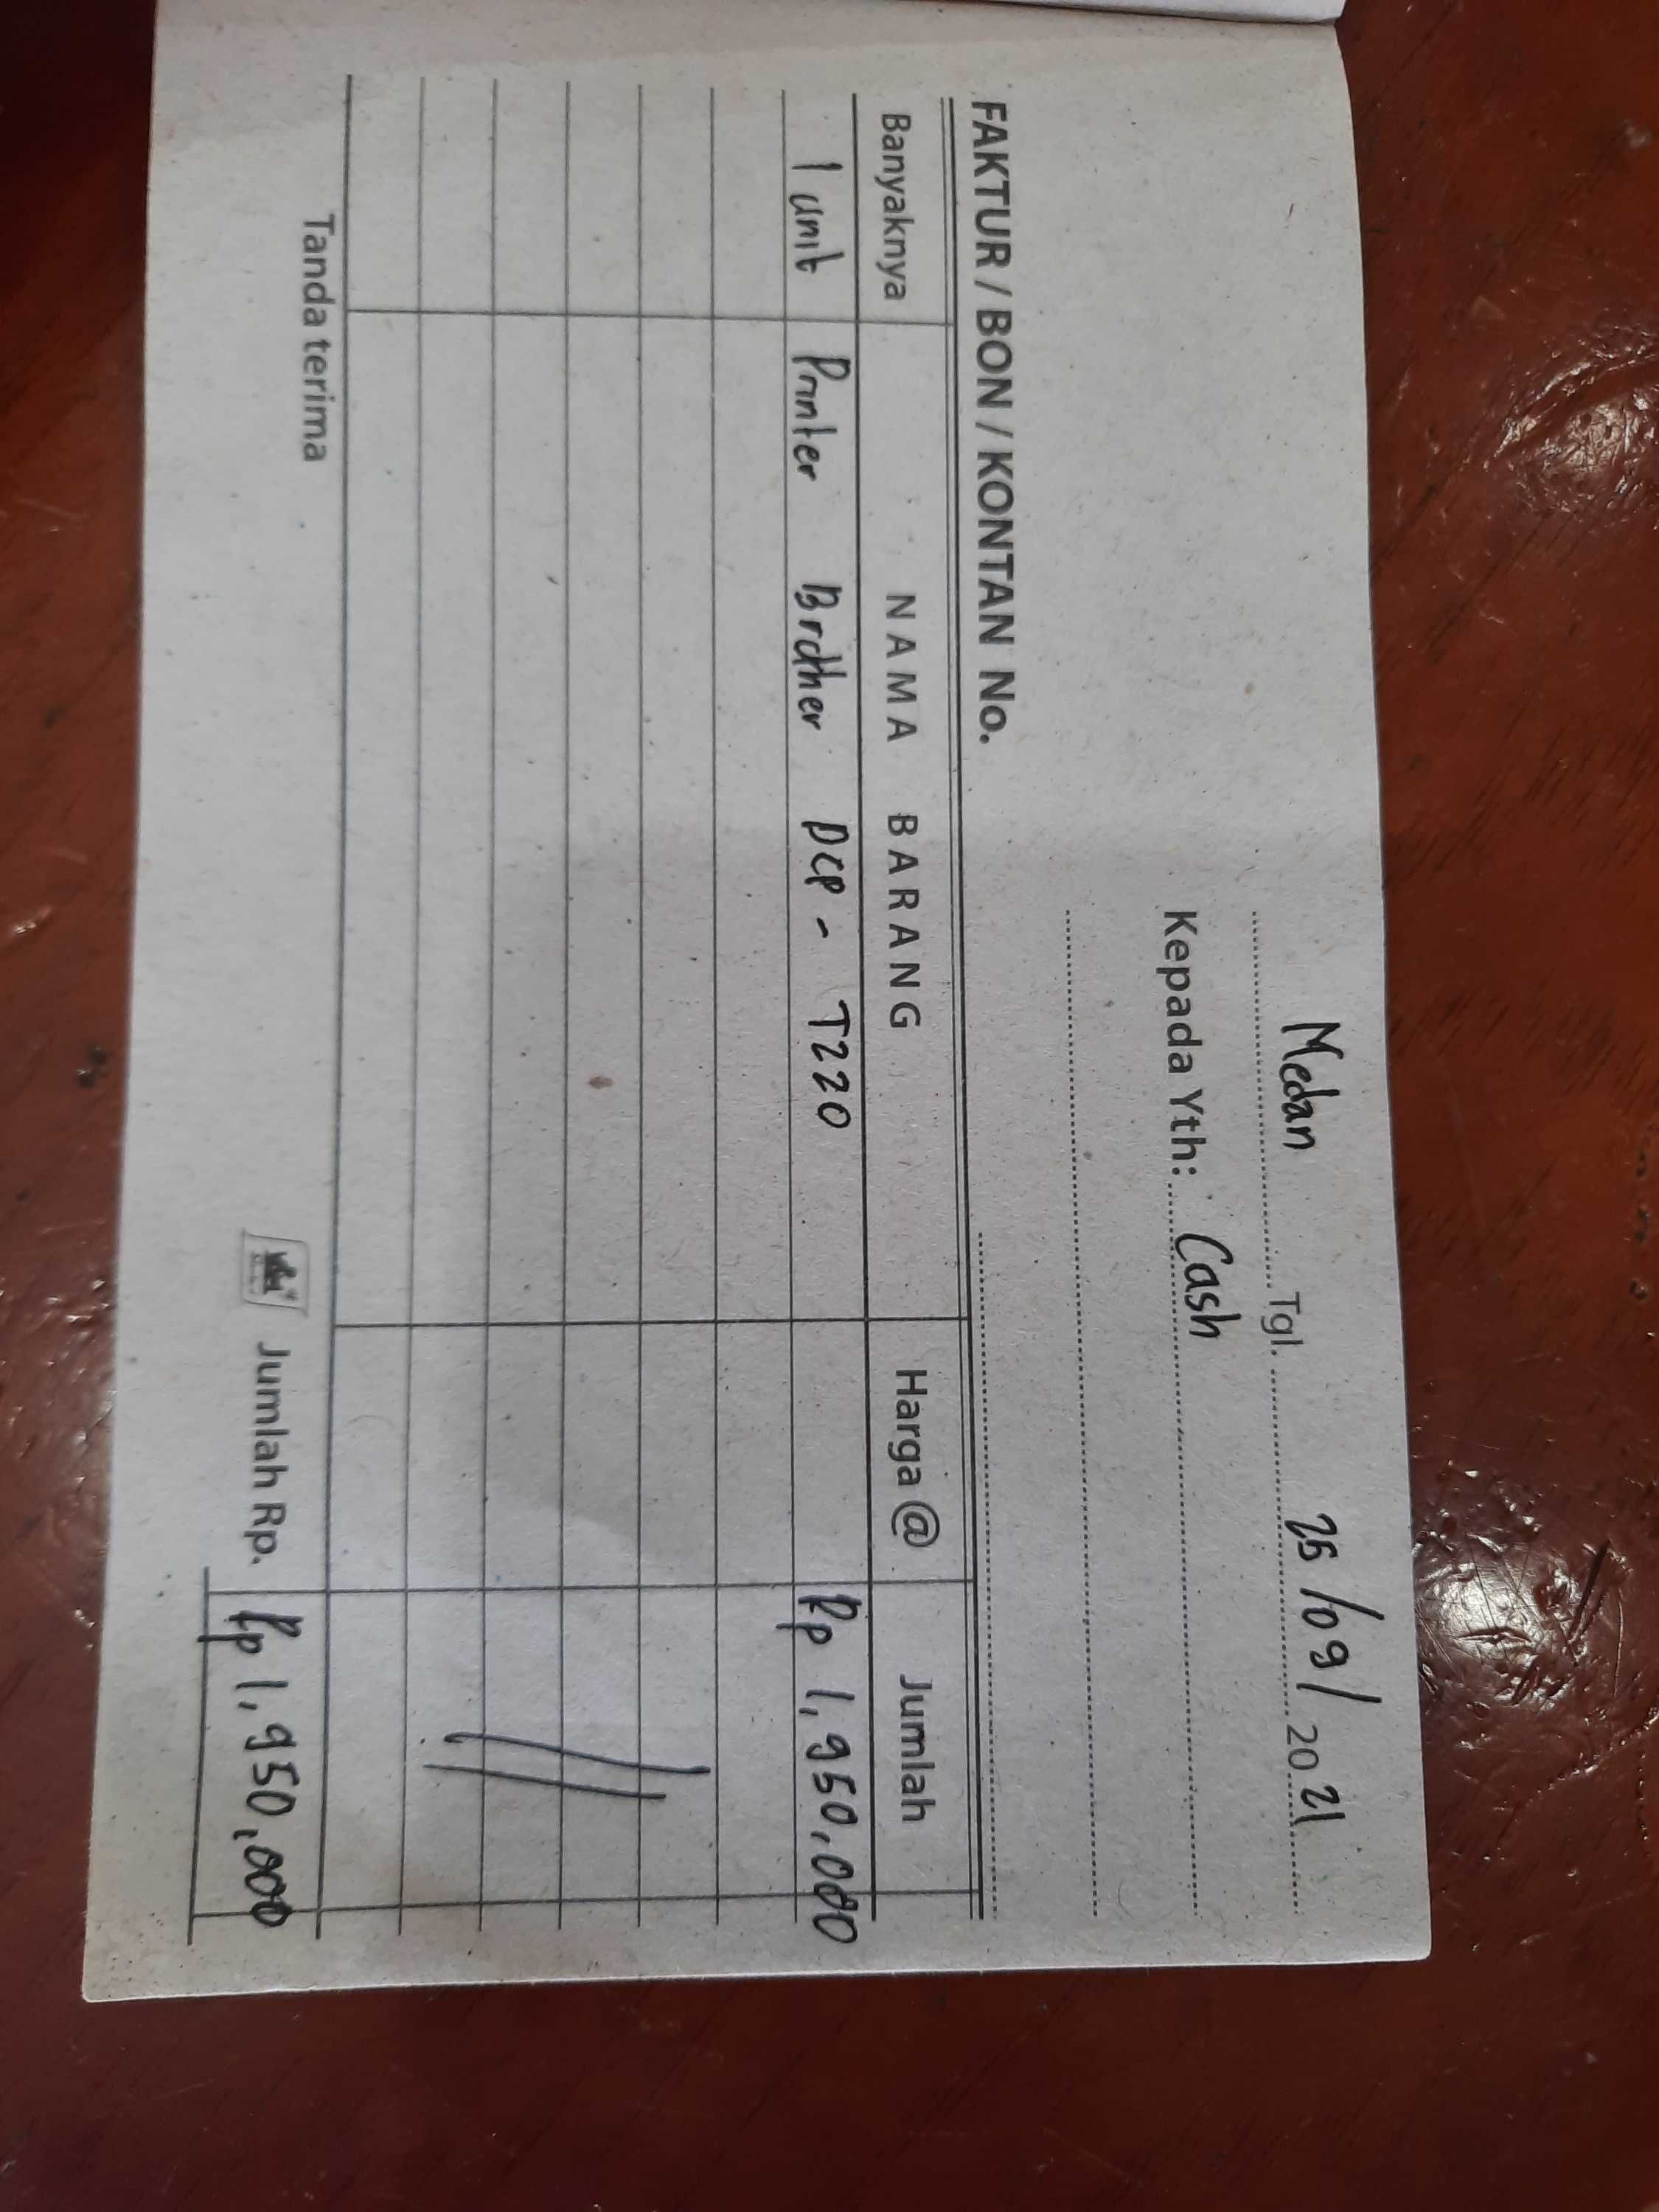 Medan Tgl. 25/09/2021
Kepada Yth: Cash
FAKTUR / BON / KONTAN No.
Banyaknya NAMA BARANG Harga @ Jumlah
1 unit Printer Brother DCP - T220 Rp 1,950,000
Tanda terima Jumlah Rp. Rp 1,950,000